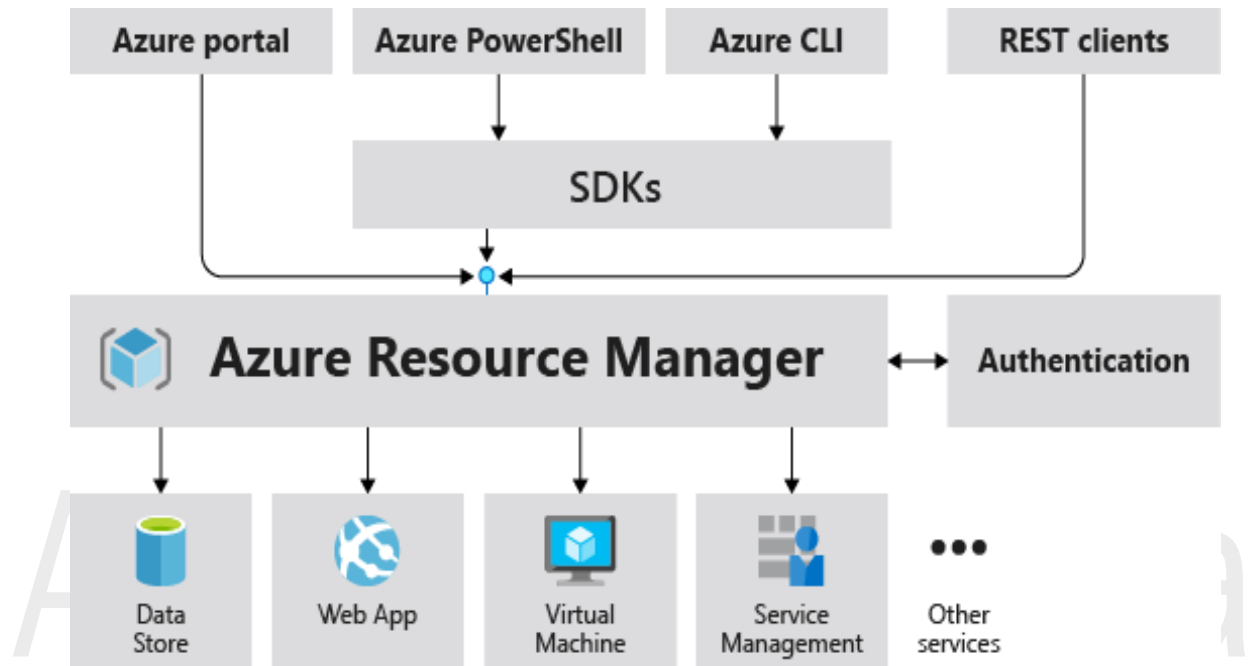 Azure portal
Azure PowerShell
Azure CLI
REST clients
SDKs
Azure Resource Manager
Authentication
Data
Store
Web App
Virtual
Machine
Service
Management
Other
services